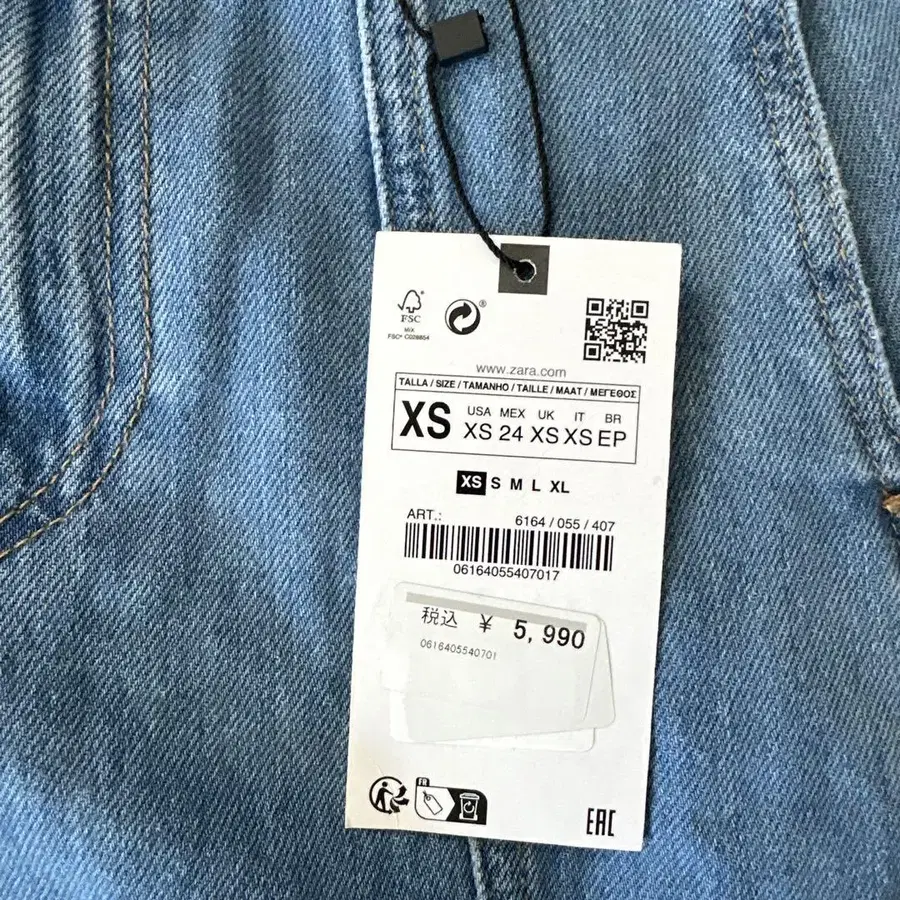 FSC
MIX
FSC® C028854
®
www.zara.com
TALLA / SIZE / TAMANHO / TAILLE / MAAT / ΜΕΓΕΘΟΣ
XS
USA MEX UK IT BR
XS 24 XS XS EP
XS S M L XL
ART.: 6164 / 055 / 407
06164055407017
税込 ¥ 5,990
0616405540701
FR
EAC